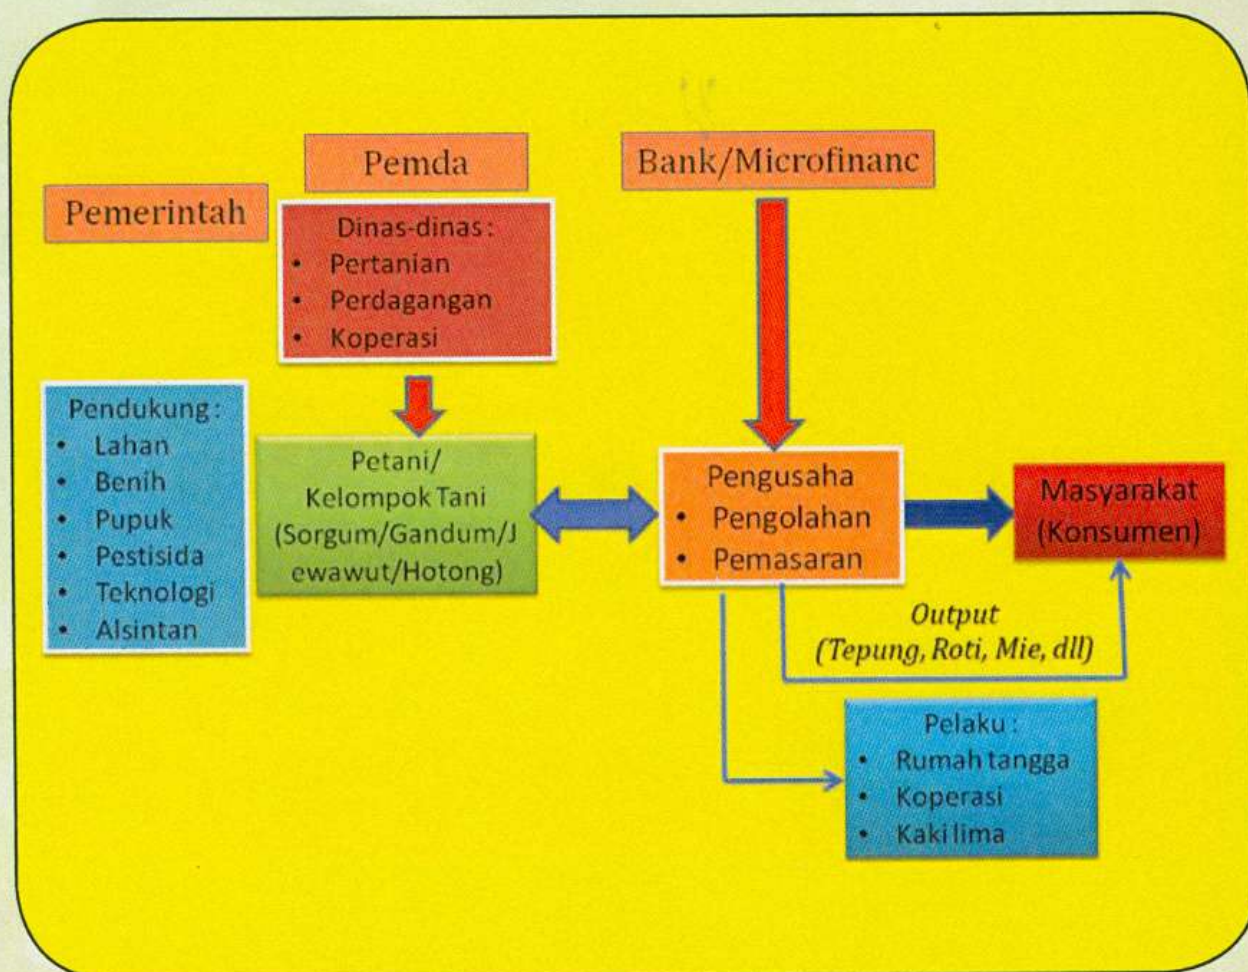 Pemerintah
Pemda
Dinas-dinas :
• Pertanian
• Perdagangan
• Koperasi
Bank/Microfinanc
Pendukung :
• Lahan
• Benih
• Pupuk
• Pestisida
• Teknologi
• Alsintan
Petani/
Kelompok Tani
(Sorgum/Gandum/J
ewawut/Hotong)
Pengusaha
• Pengolahan
• Pemasaran
Masyarakat
(Konsumen)
Output
(Tepung, Roti, Mie, dll)
Pelaku :
• Rumah tangga
• Koperasi
• Kaki lima